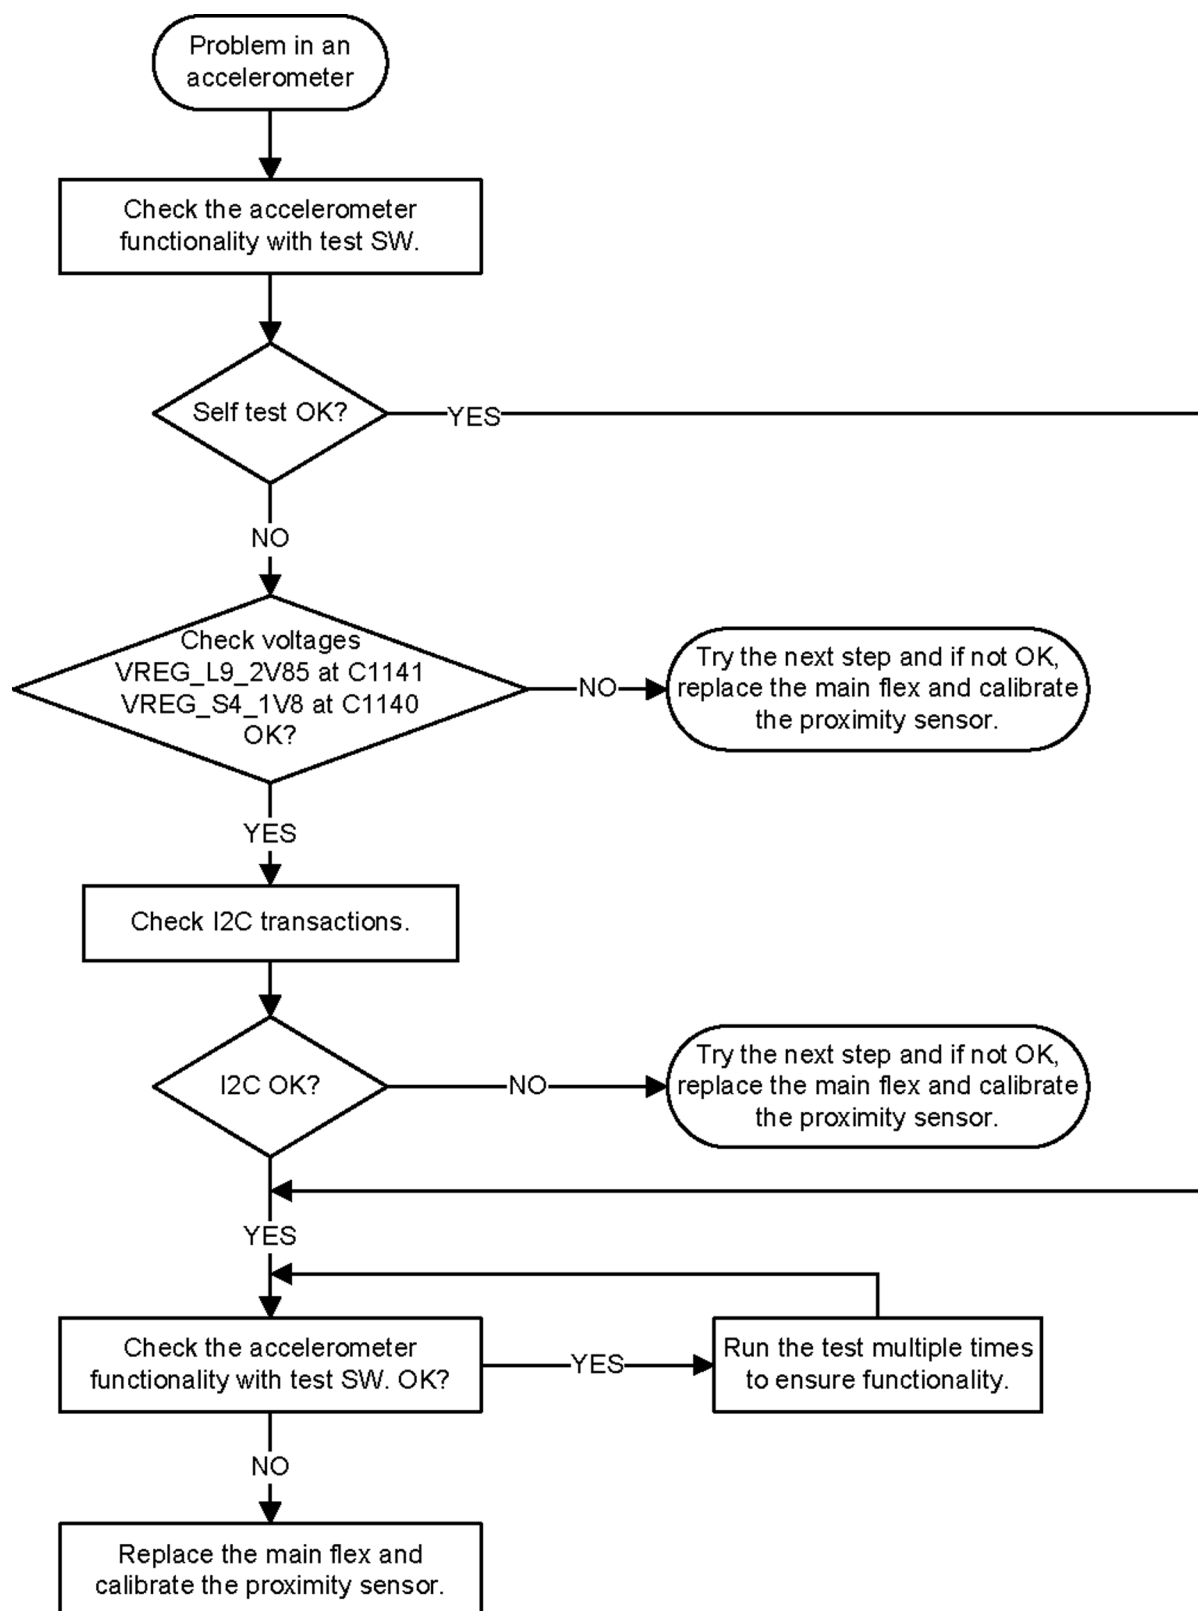 Problem in an
accelerometer
Check the accelerometer
functionality with test SW.
Self test OK?
YES
NO
Check voltages
VREG_L9_2V85 at C1141
VREG_S4_1V8 at C1140
OK?
NO
Try the next step and if not OK,
replace the main flex and calibrate
the proximity sensor.
YES
Check I2C transactions.
I2C OK?
NO
Try the next step and if not OK,
replace the main flex and calibrate
the proximity sensor.
YES
Check the accelerometer
functionality with test SW. OK?
YES
Run the test multiple times
to ensure functionality.
NO
Replace the main flex and
calibrate the proximity sensor.